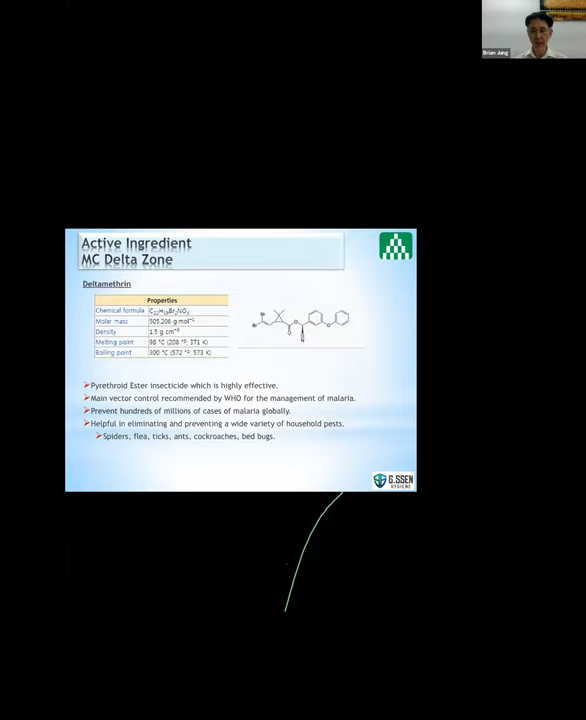 Brian Jung
Active Ingredient
MC Delta Zone
Deltamethrin
Properties
Chemical formula C22H19Br2NO3
Molar mass 505.206 g mol−1
Density 1.5 g cm−3
Melting point 98 °C (208 °F; 371 K)
Boiling point 300 °C (572 °F; 573 K)
Br
Br
O
O
N
O
Pyrethroid Ester insecticide which is highly effective.
Main vector control recommended by WHO for the management of malaria.
Prevent hundreds of millions of cases of malaria globally.
Helpful in eliminating and preventing a wide variety of household pests.
Spiders, flea, ticks, ants, cockroaches, bed bugs.
G.SSEN
HYGIENE